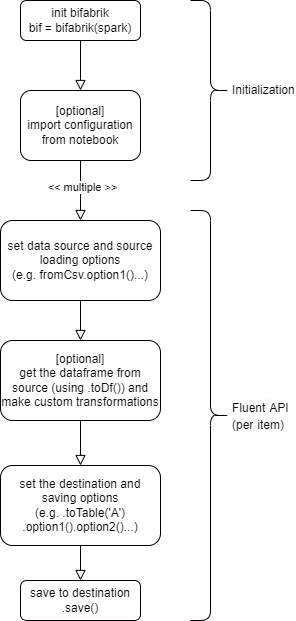 init bifabrik
bif = bifabrik(spark)
[optional]
import configuration
from notebook
Initialization
<< multiple >>
set data source and source
loading options
(e.g. fromCsv.option1()...)
[optional]
get the dataframe from
source (using .toDf()) and
make custom transformations
Fluent API
(per item)
set the destination and
saving options
(e.g. .toTable('A')
.option1().option2()...)
save to destination
.save()